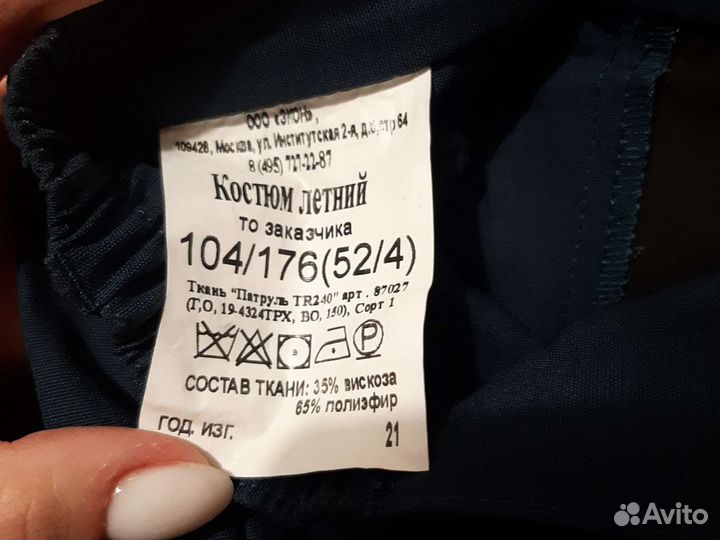 ООО «ЭКОН»,
109428, Москва, ул. Институтская 2-я, д.6, стр 64
8 (495) 727-22-87
Костюм летний
то заказчика
104/176(52/4)
Ткань "Патруль TR240" арт. 87027
(Г,О, 19-4324ТРХ, ВО, 150), Сорт 1
P
СОСТАВ ТКАНИ: 35% вискоза
65% полиэфир
ГОД. ИЗГ. 21
Avito